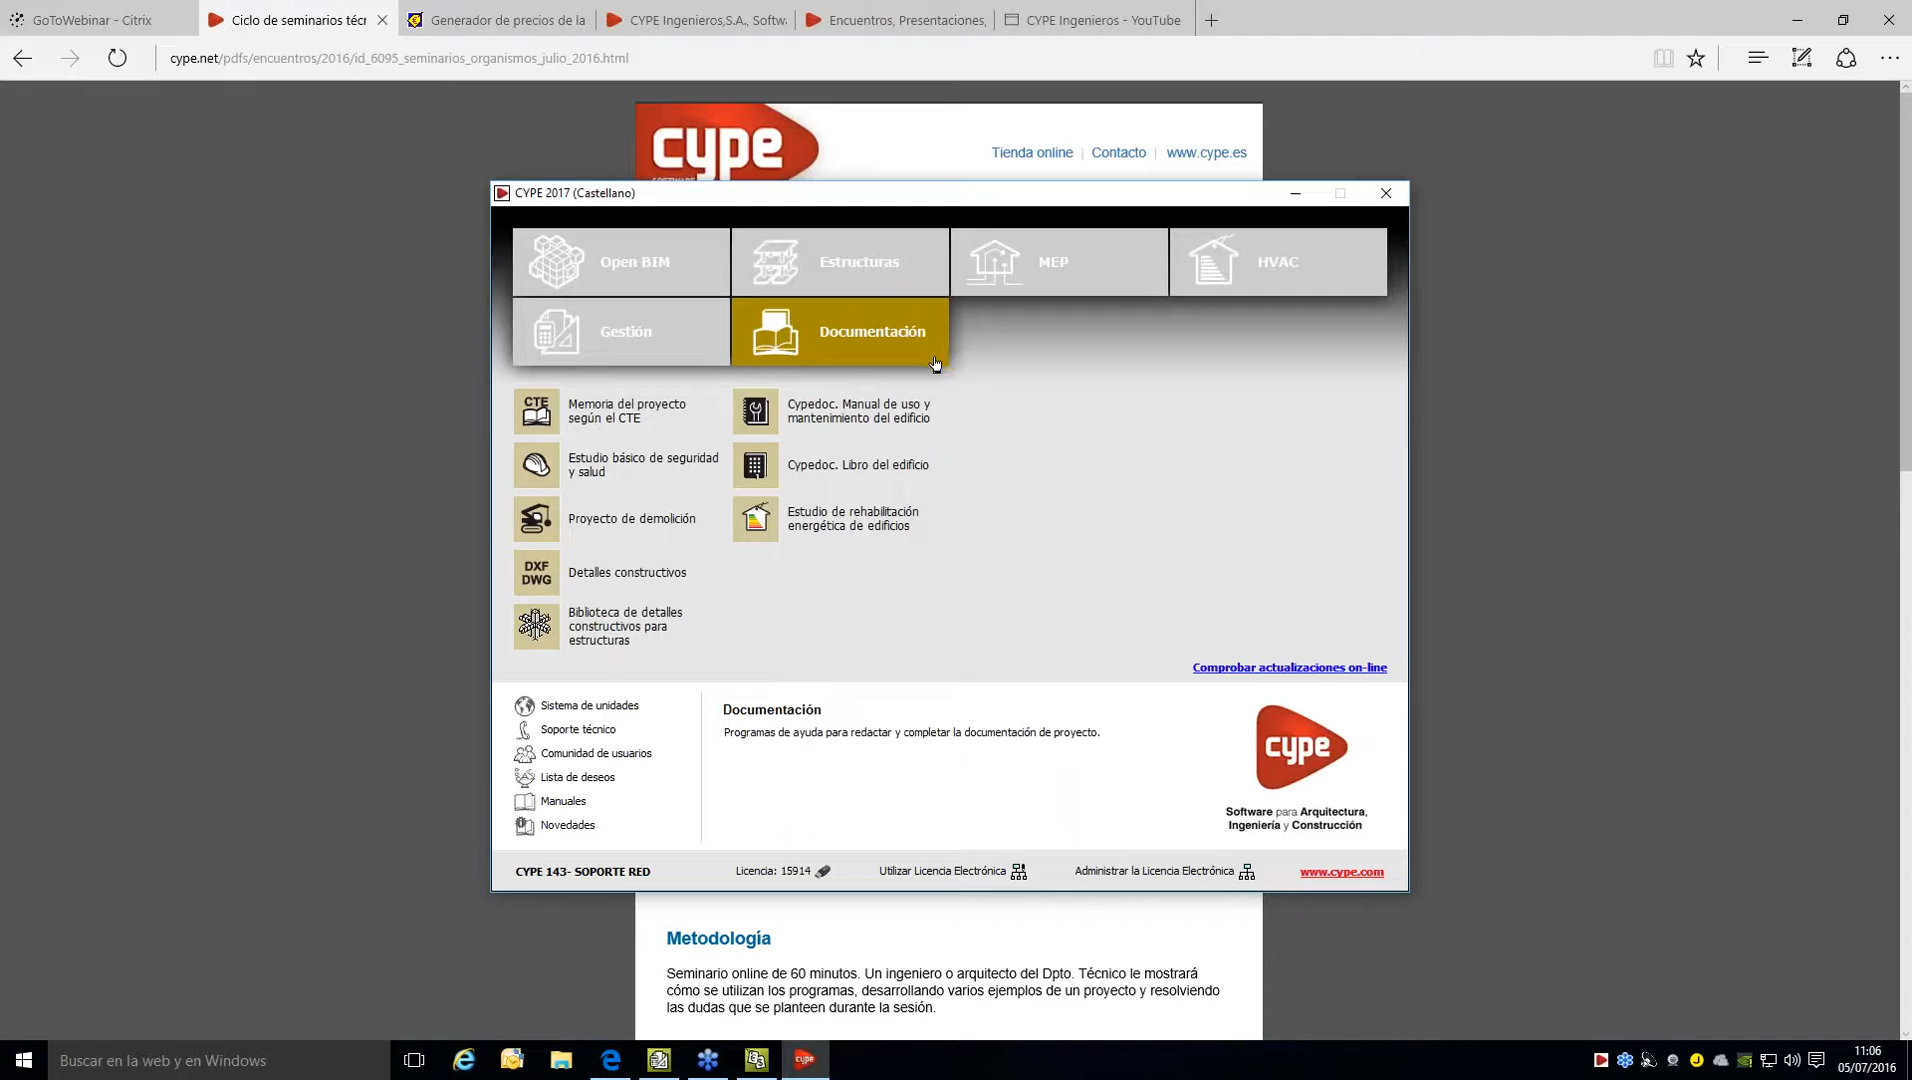 GoToWebinar - Citrix
Ciclo de seminarios técr
Generador de precios de la
CYPE Ingenieros,S.A., Softwa
Encuentros, Presentaciones,
CYPE Ingenieros - YouTube
cype.net/pdfs/encuentros/2016/id_6095_seminarios_organismos_julio_2016.html
cype
Tienda online | Contacto | www.cype.es
CYPE 2017 (Castellano)
Open BIM
Estructuras
MEP
HVAC
Gestión
Documentación
CTE
Memoria del proyecto
según el CTE
Cypedoc. Manual de uso y
mantenimiento del edificio
Estudio básico de seguridad
y salud
Cypedoc. Libro del edificio
Proyecto de demolición
Estudio de rehabilitación
energética de edificios
DXF
DWG
Detalles constructivos
Biblioteca de detalles
constructivos para
estructuras
Comprobar actualizaciones on-line
Sistema de unidades
Soporte técnico
Comunidad de usuarios
Lista de deseos
Manuales
Novedades
Documentación
Programas de ayuda para redactar y completar la documentación de proyecto.
cype
Software para Arquitectura,
Ingeniería y Construcción
CYPE 143- SOPORTE RED
Licencia: 15914
Utilizar Licencia Electrónica
Administrar la Licencia Electrónica
www.cype.com
Metodología
Seminario online de 60 minutos. Un ingeniero o arquitecto del Dpto. Técnico le mostrará
cómo se utilizan los programas, desarrollando varios ejemplos de un proyecto y resolviendo
las dudas que se planteen durante la sesión.
Buscar en la web y en Windows
cype
11:06
05/07/2016